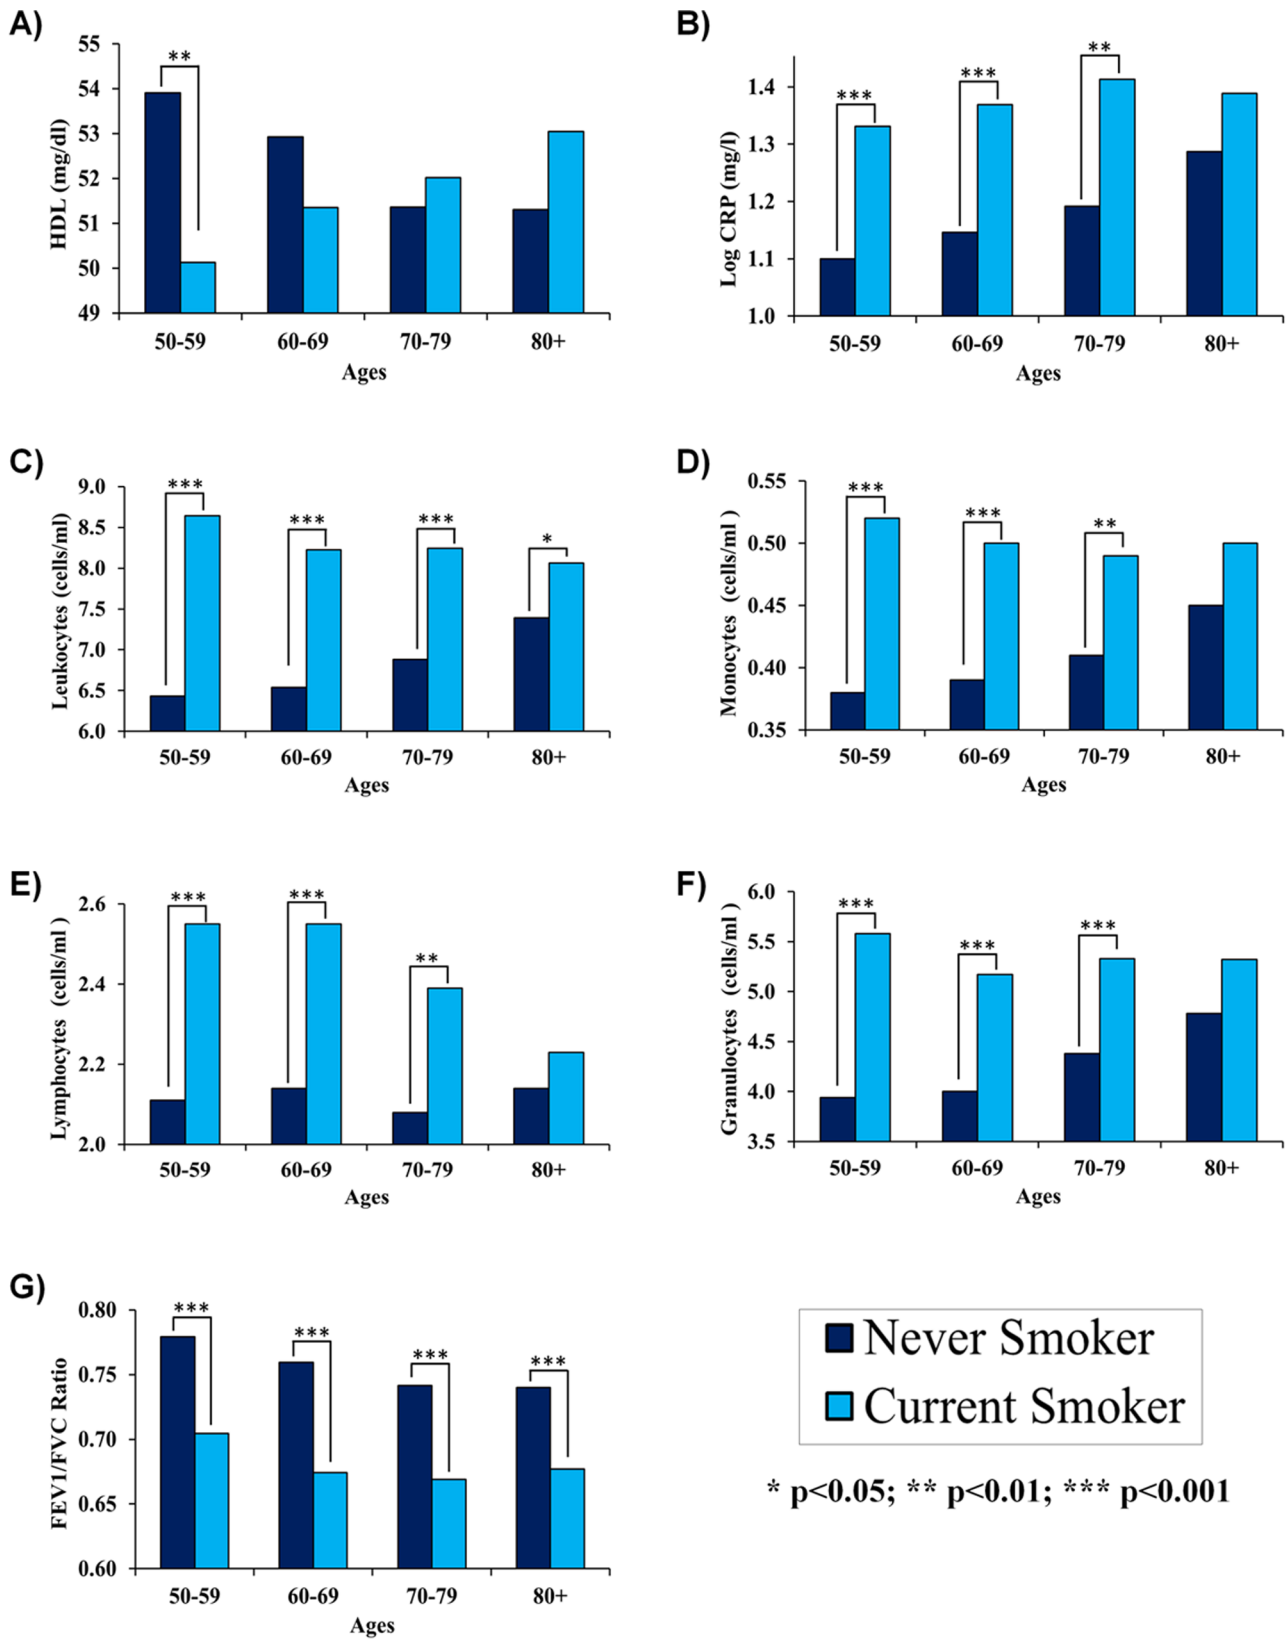 A)
**
55
54
53
52
51
50
49
HDL (mg/dl)
50-59 60-69 70-79 80+
Ages
B)
*** *** **
1.4
1.3
1.2
1.1
1.0
Log CRP (mg/l)
50-59 60-69 70-79 80+
Ages
C)
*** *** *** *
9.0
8.5
8.0
7.5
7.0
6.5
6.0
Leukocytes (cells/ml)
50-59 60-69 70-79 80+
Ages
D)
*** *** **
0.55
0.50
0.45
0.40
0.35
Monocytes (cells/ml )
50-59 60-69 70-79 80+
Ages
E)
*** *** **
2.6
2.4
2.2
2.0
Lymphocytes (cells/ml )
50-59 60-69 70-79 80+
Ages
F)
*** *** ***
6.0
5.5
5.0
4.5
4.0
3.5
Granulocytes (cells/ml )
50-59 60-69 70-79 80+
Ages
G)
*** *** *** ***
0.80
0.75
0.70
0.65
0.60
FEV1/FVC Ratio
50-59 60-69 70-79 80+
Ages
Never Smoker
Current Smoker
* p<0.05; ** p<0.01; *** p<0.001